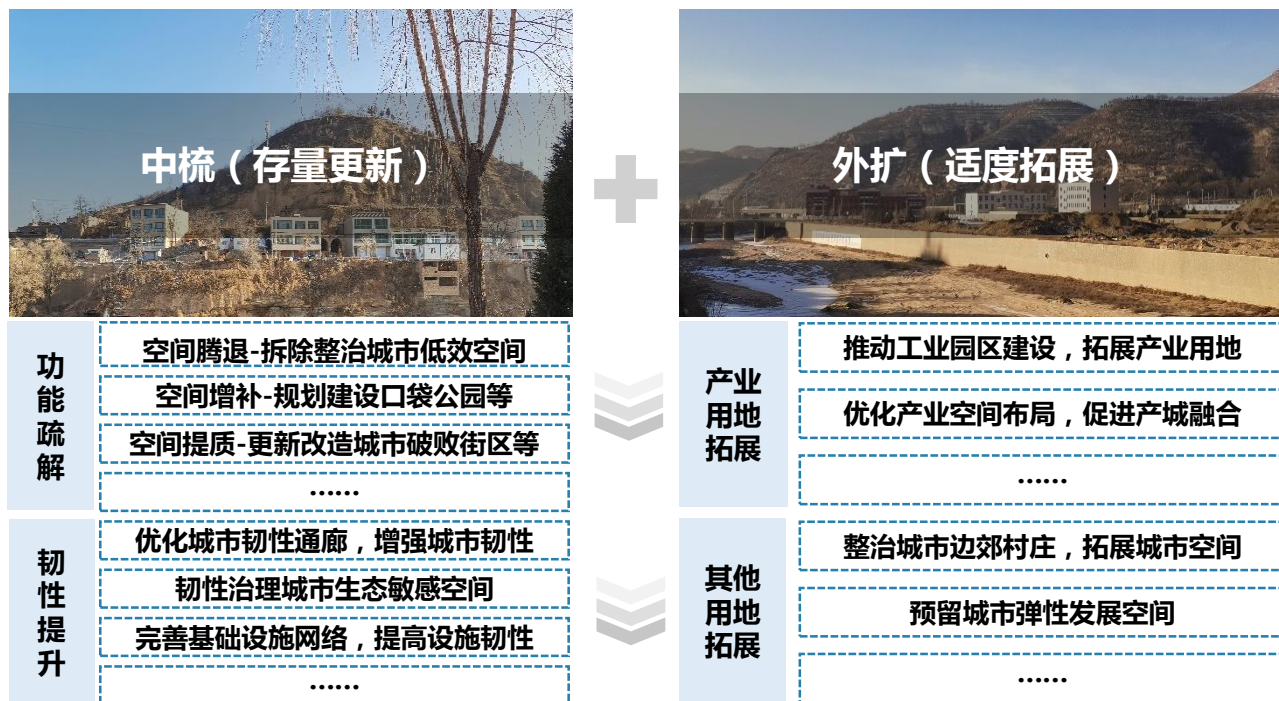 中梳（存量更新）
功能疏解
空间腾退-拆除整治城市低效空间
空间增补-规划建设口袋公园等
空间提质-更新改造城市破败街区等
……
韧性提升
优化城市韧性通廊，增强城市韧性
韧性治理城市生态敏感空间
完善基础设施网络，提高设施韧性
……
外扩（适度拓展）
产业
用地
拓展
推动工业园区建设，拓展产业用地
优化产业空间布局，促进产城融合
……
其他
用地
拓展
整治城市边郊村庄，拓展城市空间
预留城市弹性发展空间
……